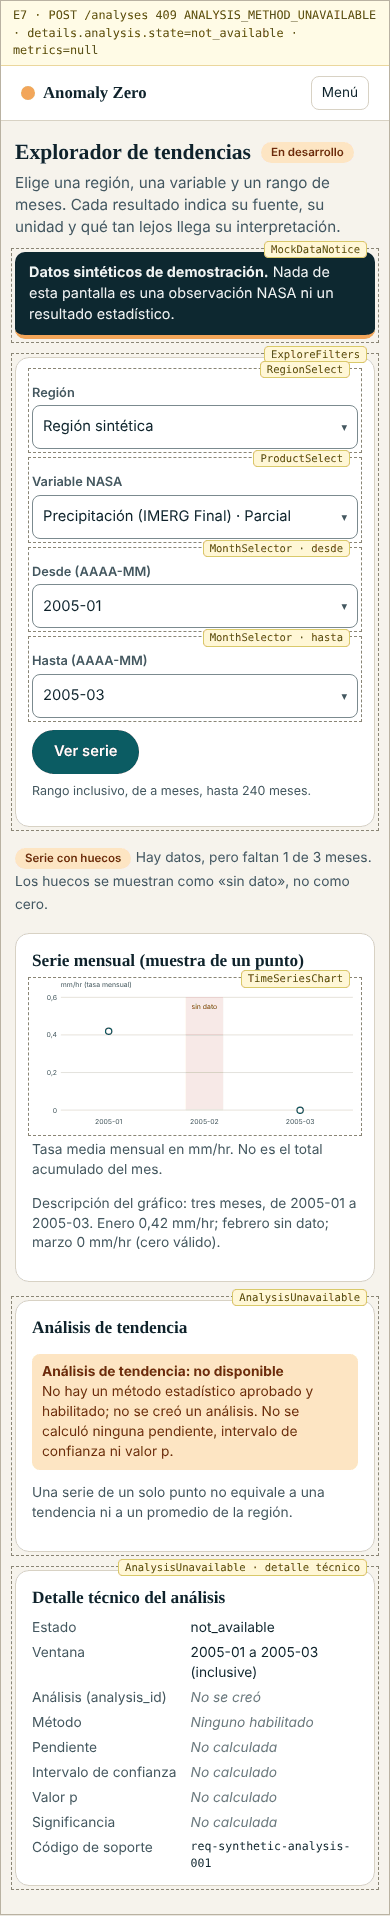 E7 · POST /analyses 409 ANALYSIS_METHOD_UNAVAILABLE
· details.analysis.state=not_available ·
metrics=null
Anomaly Zero
Menú
Explorador de tendencias
En desarrollo
Elige una región, una variable y un rango de
meses. Cada resultado indica su fuente, su
unidad y qué tan lejos llega su interpretación.
MockDataNotice
Datos sintéticos de demostración. Nada de
esta pantalla es una observación NASA ni un
resultado estadístico.
ExploreFilters
RegionSelect
Región
Región sintética
ProductSelect
Variable NASA
Precipitación (IMERG Final) · Parcial
MonthSelector · desde
Desde (AAAA-MM)
2005-01
MonthSelector · hasta
Hasta (AAAA-MM)
2005-03
Ver serie
Rango inclusivo, de a meses, hasta 240 meses.
Serie con huecos Hay datos, pero faltan 1 de 3 meses.
Los huecos se muestran como «sin dato», no como
cero.
Serie mensual (muestra de un punto)
TimeSeriesChart
mm/hr (tasa mensual)
0,6
sin dato
0,4
0,2
0
2005-01 2005-02 2005-03
Tasa media mensual en mm/hr. No es el total
acumulado del mes.
Descripción del gráfico: tres meses, de 2005-01 a
2005-03. Enero 0,42 mm/hr; febrero sin dato;
marzo 0 mm/hr (cero válido).
AnalysisUnavailable
Análisis de tendencia
Análisis de tendencia: no disponible
No hay un método estadístico aprobado y
habilitado; no se creó un análisis. No se
calculó ninguna pendiente, intervalo de
confianza ni valor p.
Una serie de un solo punto no equivale a una
tendencia ni a un promedio de la región.
AnalysisUnavailable · detalle técnico
Detalle técnico del análisis
Estado not_available
Ventana 2005-01 a 2005-03
(inclusive)
Análisis (analysis_id) No se creó
Método Ninguno habilitado
Pendiente No calculada
Intervalo de confianza No calculado
Valor p No calculado
Significancia No calculada
Código de soporte req-synthetic-analysis-
001